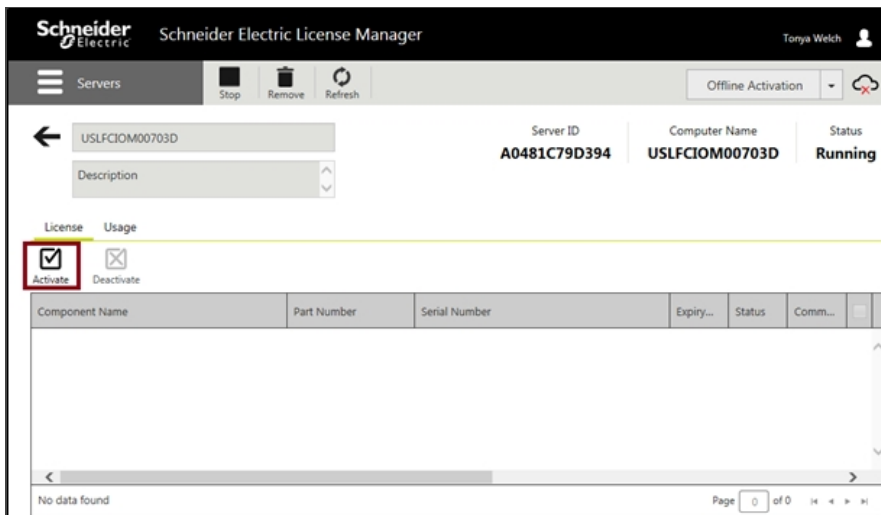 Schneider Electric
Schneider Electric License Manager
Tonya Welch
Servers
Stop
Remove
Refresh
Offline Activation
USLFCIOM00703D
Description
Server ID
A0481C79D394
Computer Name
USLFCIOM00703D
Status
Running
License
Usage
Activate
Deactivate
Component Name
Part Number
Serial Number
Expiry...
Status
Comm...
No data found
Page 0 of 0